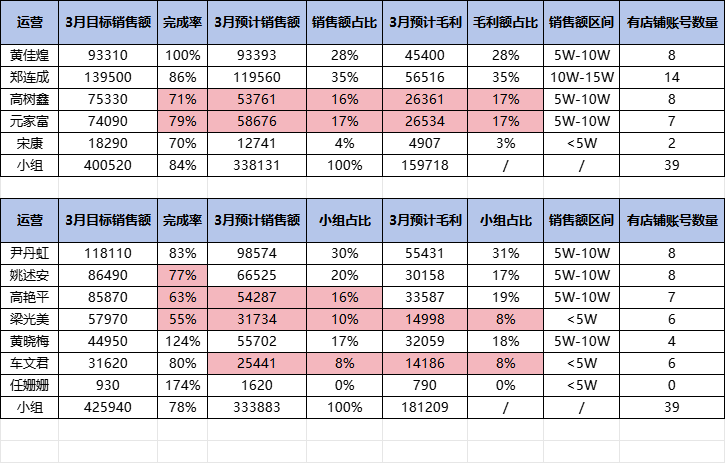 运营 3月目标销售额 完成率 3月预计销售额 销售额占比 3月预计毛利 毛利额占比 销售额区间 有店铺账号数量
黄佳煌 93310 100% 93393 28% 45400 28% 5W-10W 8
郑连成 139500 86% 119560 35% 56516 35% 10W-15W 14
高树鑫 75330 71% 53761 16% 26361 17% 5W-10W 8
元家富 74090 79% 58676 17% 26534 17% 5W-10W 7
宋康 18290 70% 12741 4% 4907 3% <5W 2
小组 400520 84% 338131 100% 159718 / / 39
运营 3月目标销售额 完成率 3月预计销售额 小组占比 3月预计毛利 小组占比 销售额区间 有店铺账号数量
尹丹虹 118110 83% 98574 30% 55431 31% 5W-10W 8
姚述安 86490 77% 66525 20% 30158 17% 5W-10W 8
高艳平 85870 63% 54287 16% 33587 19% 5W-10W 7
梁光美 57970 55% 31734 10% 14998 8% <5W 6
黄晓梅 44950 124% 55702 17% 32059 18% 5W-10W 4
车文君 31620 80% 25441 8% 14186 8% <5W 6
任姗姗 930 174% 1620 0% 790 0% <5W 0
小组 425940 78% 333883 100% 181209 / / 39